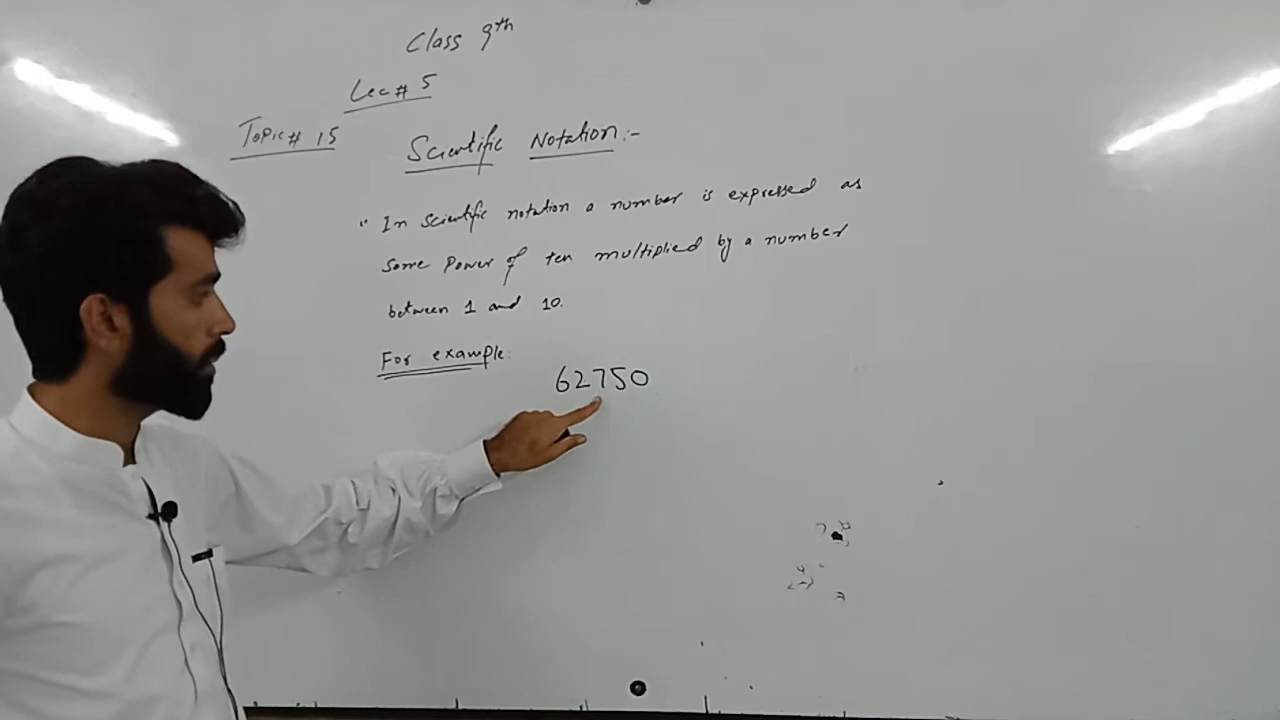 Class 9th
Lec # 5
Topic # 15
Scientific Notation:-
" In scientific notation a number is expressed as
some power of ten multiplied by a number
between 1 and 10.
For example:
62750